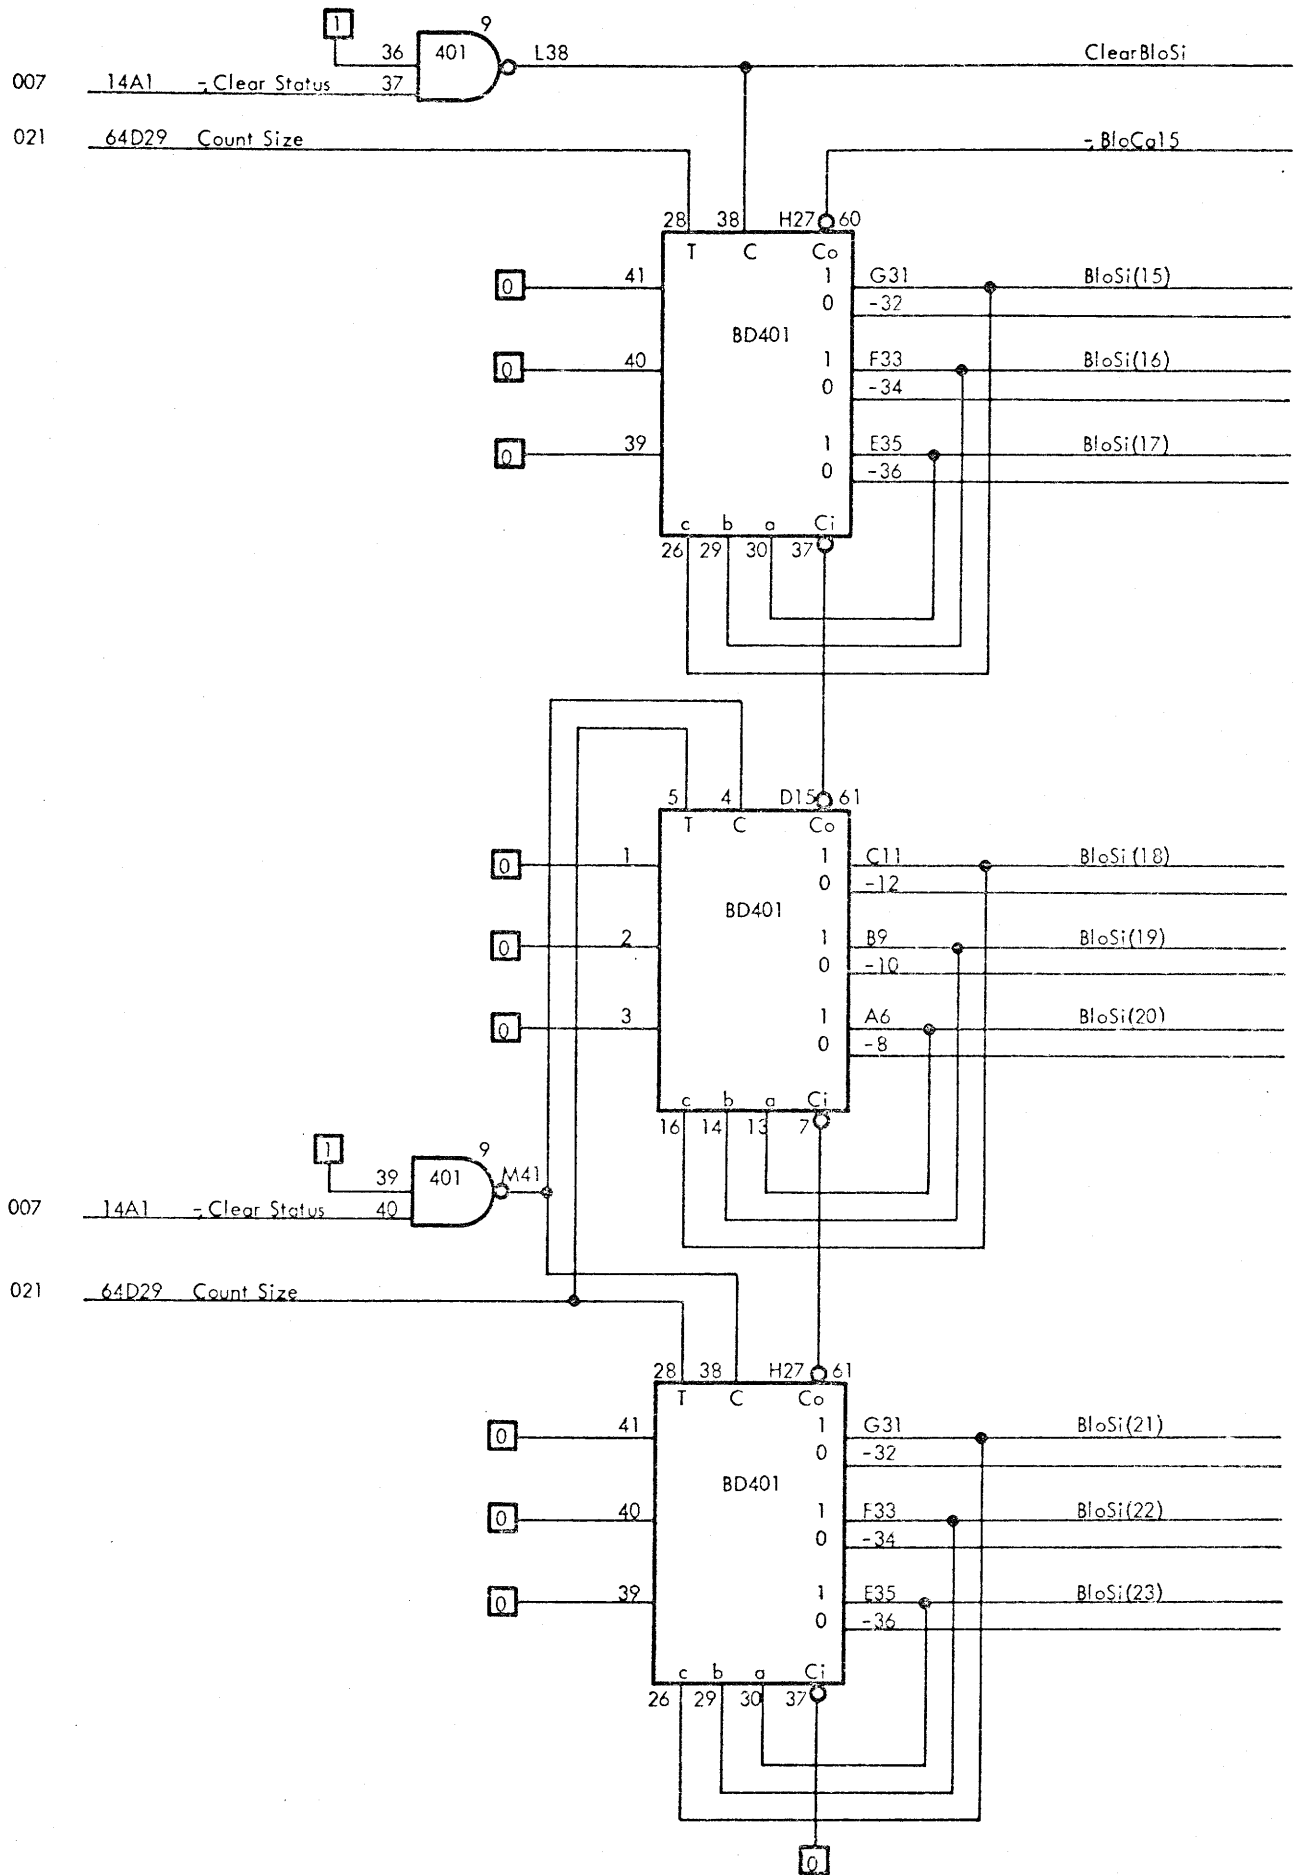 1 9
36 401 L38 ClearBloSi
007 14A1 -,Clear Status 37
021 64D29 Count Size -,BloCa15
28 38 H27 60
T C Co
0 41 1 G31 BloSi(15)
0 -32
BD401
0 40 1 F33 BloSi(16)
0 -34
0 39 1 E35 BloSi(17)
0 -36
c b a Ci
26 29 30 37
5 4 D15 61
T C Co
0 1 1 C11 BloSi(18)
0 -12
BD401
0 2 1 B9 BloSi(19)
0 -10
0 3 1 A6 BloSi(20)
0 -8
c b a Ci
16 14 13 7
1 9
39 401 M41
007 14A1 -,Clear Status 40
021 64D29 Count Size
28 38 H27 61
T C Co
0 41 1 G31 BloSi(21)
0 -32
BD401
0 40 1 F33 BloSi(22)
0 -34
0 39 1 E35 BloSi(23)
0 -36
c b a Ci
26 29 30 37
0